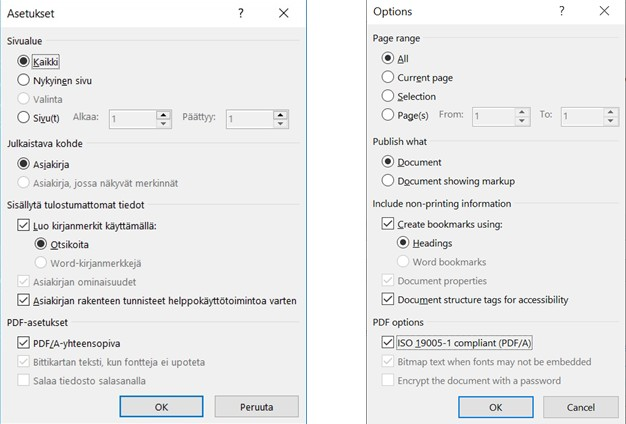 Asetukset ? ×
Sivualue
Kaikki
Nykyinen sivu
Valinta
Sivu(t) Alkaa: 1 Päättyy: 1
Julkaistava kohde
Asjakirja
Asiakirja, jossa näkyvät merkinnät
Sisällytä tulostumattomat tiedot
Luo kirjanmerkit käyttämällä:
Otsikoita
Word-kirjanmerkkejä
Asiakirjan ominaisuudet
Asiakirjan rakenteen tunnisteet helppokäyttötoimintoa varten
PDF-asetukset
PDF/A-yhteensopiva
Bittikartan teksti, kun fontteja ei upoteta
Salaa tiedosto salasanalla
OK Peruuta
Options ? ×
Page range
All
Current page
Selection
Page(s) From: 1 To: 1
Publish what
Document
Document showing markup
Include non-printing information
Create bookmarks using:
Headings
Word bookmarks
Document properties
Document structure tags for accessibility
PDF options
ISO 19005-1 compliant (PDF/A)
Bitmap text when fonts may not be embedded
Encrypt the document with a password
OK Cancel